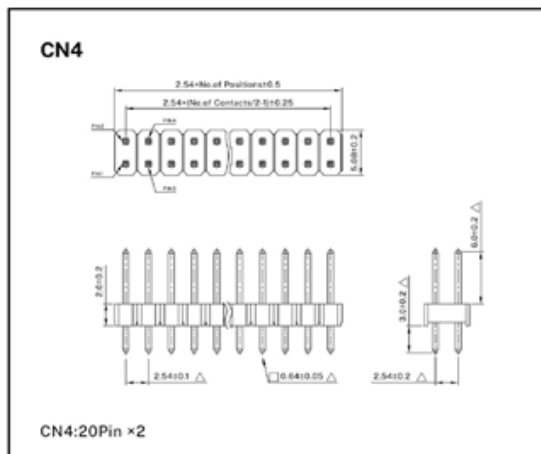 CN4
2.54*No.of Positions±0.5
2.54*(No.of Contacts/2-1)±0.25
PIN2
PIN4
PIN1
PIN3
5.08±0.2
2.0±0.2
6.0±0.2 △
3.0±0.2 △
2.54±0.1 △
□ 0.64±0.05 △
2.54±0.2 △
CN4:20Pin ×2